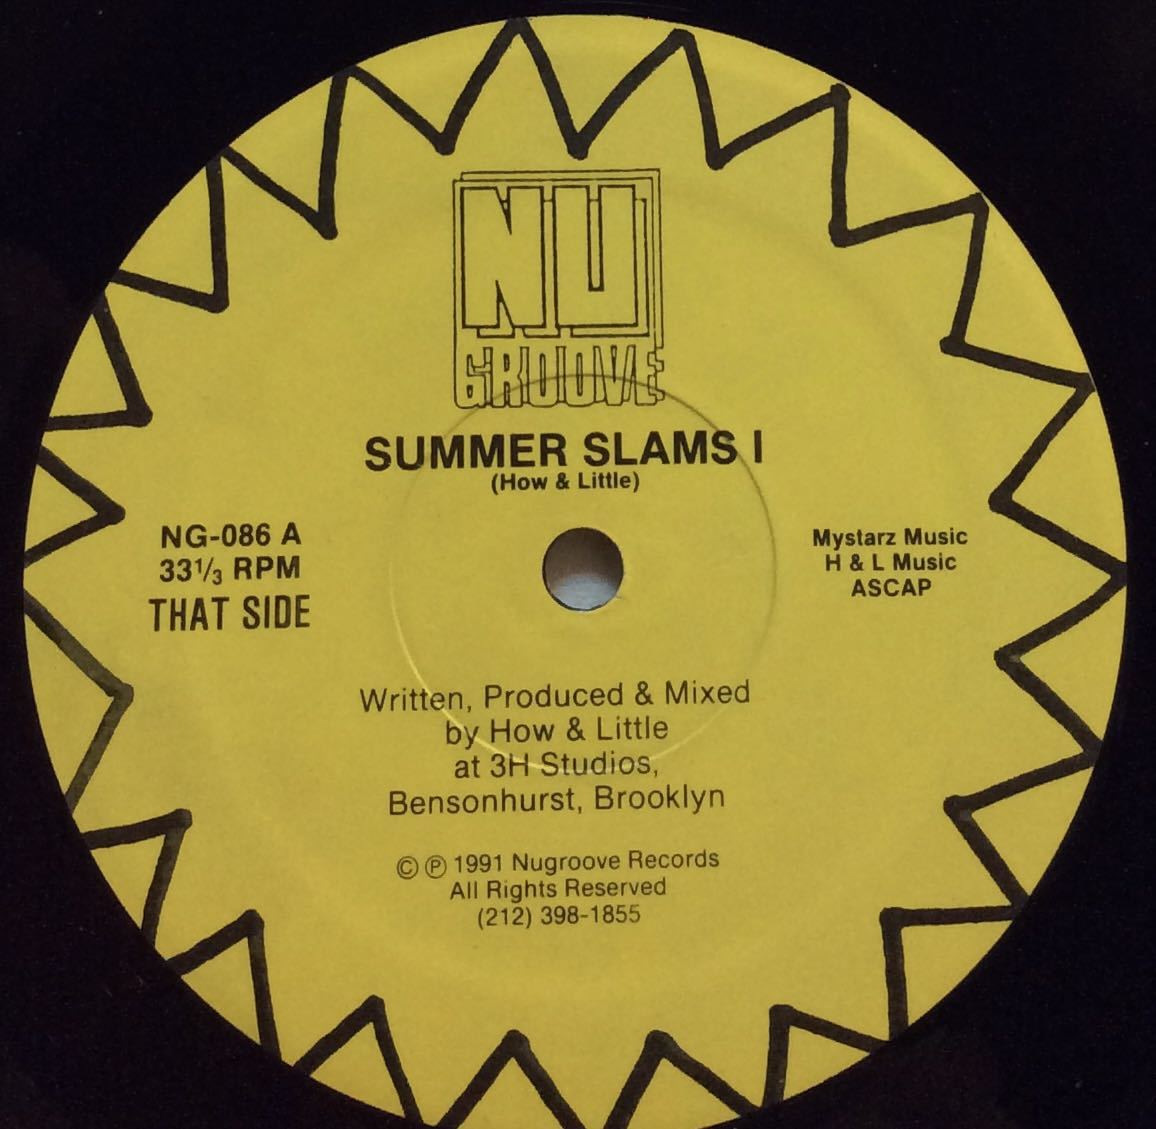 NU
GROOVE
SUMMER SLAMS I
(How & Little)
NG-086 A
33⅓ RPM
THAT SIDE
Mystarz Music
H & L Music
ASCAP
Written, Produced & Mixed
by How & Little
at 3H Studios,
Bensonhurst, Brooklyn
© ℗ 1991 Nugroove Records
All Rights Reserved
(212) 398-1855